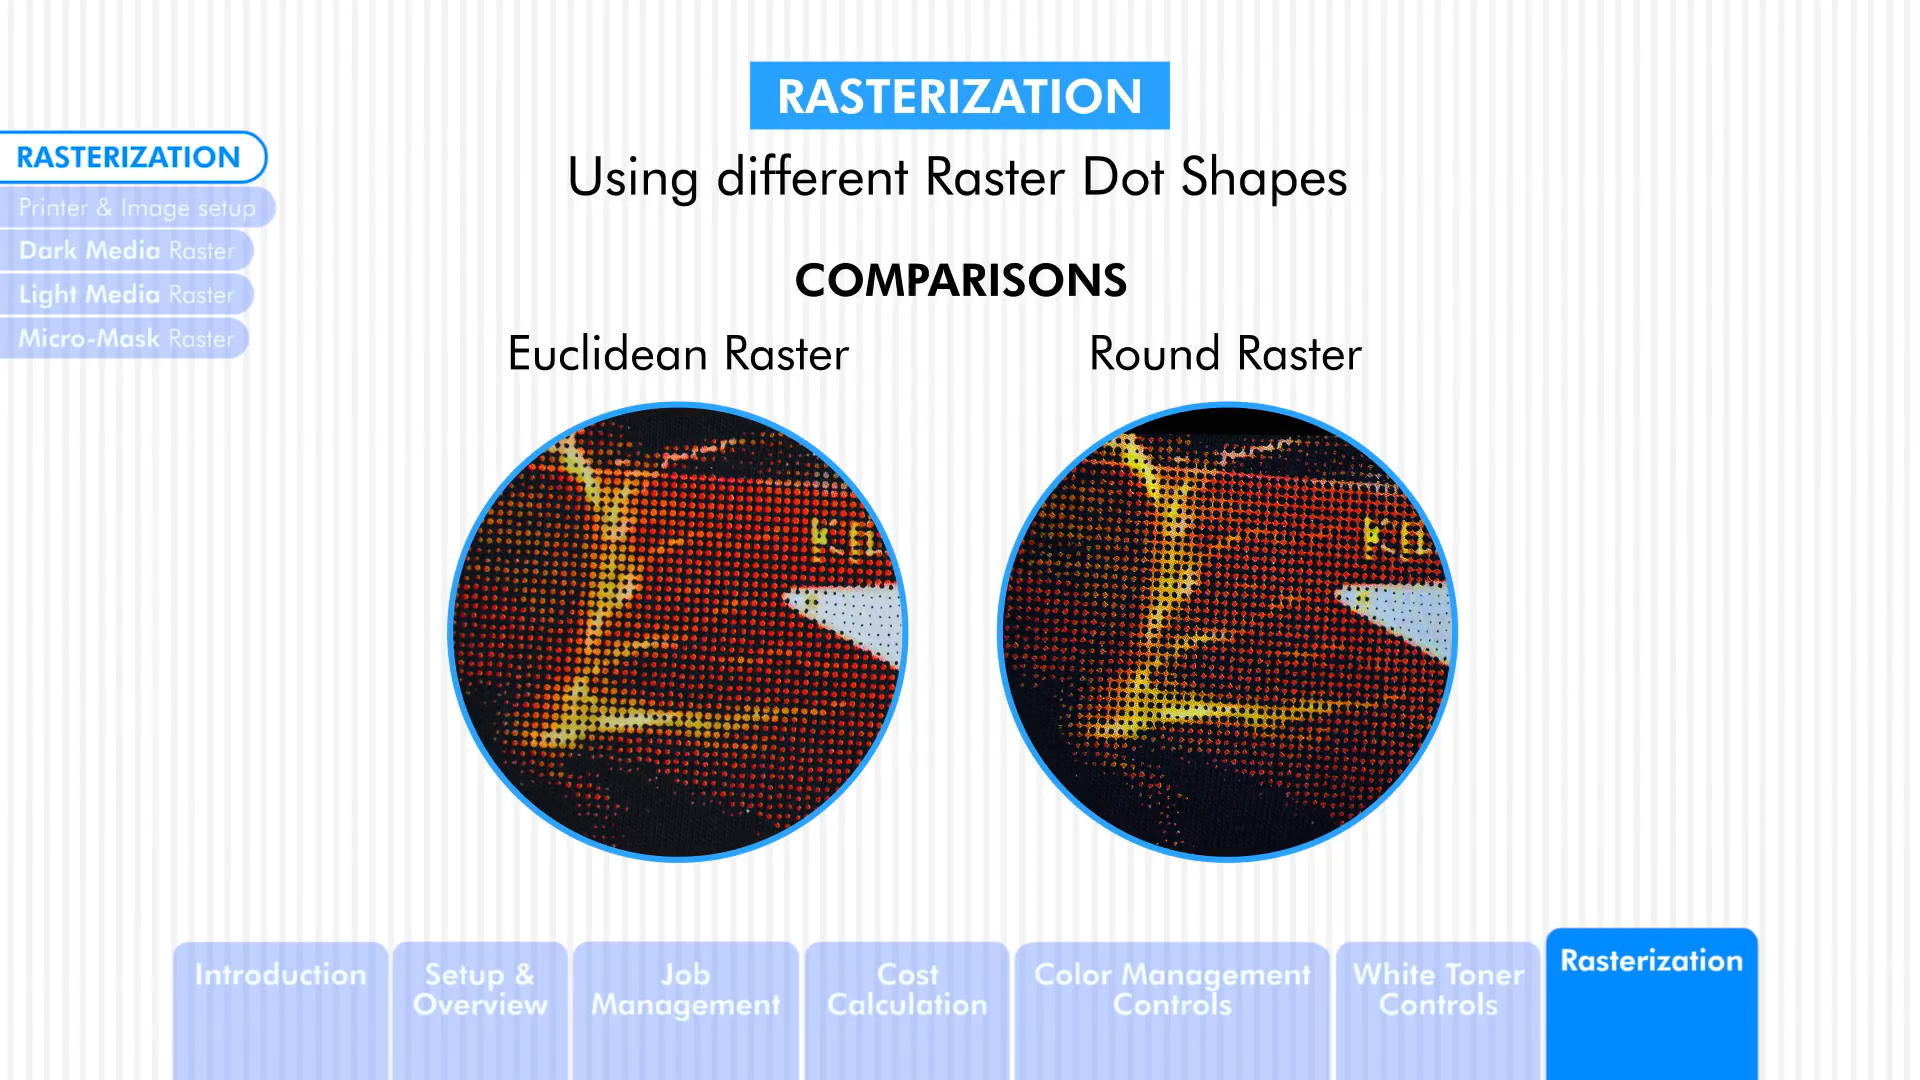 RASTERIZATION
Using different Raster Dot Shapes
RASTERIZATION
Printer & Image setup
Dark Media Raster
Light Media Raster
Micro-Mask Raster
COMPARISONS
Euclidean Raster
Round Raster
Introduction
Setup &
Overview
Job
Management
Cost
Calculation
Color Management
Controls
White Toner
Controls
Rasterization